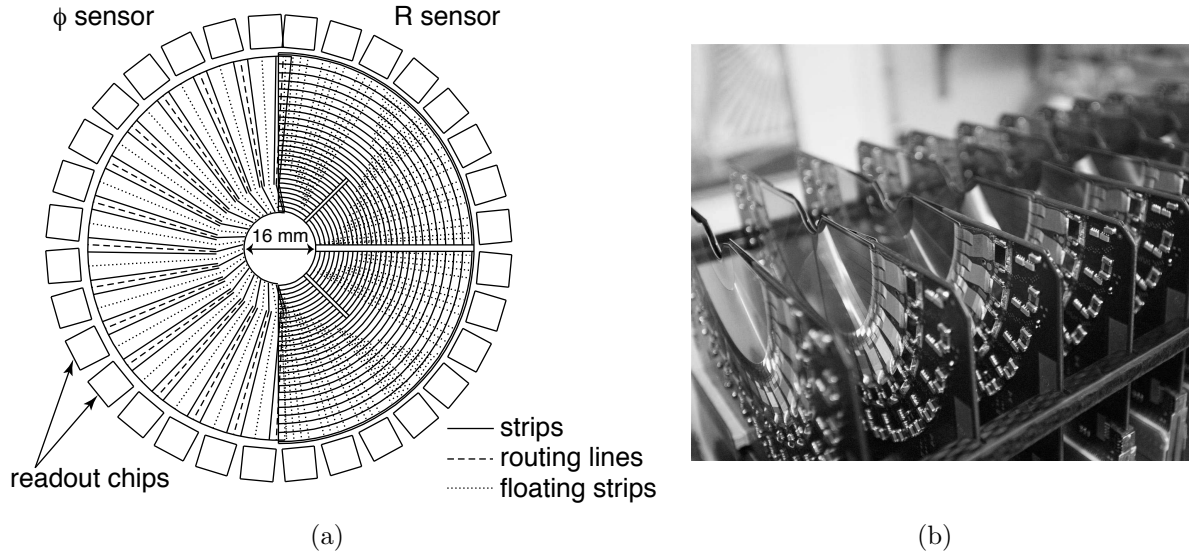 ϕ sensor
R sensor
16 mm
strips
routing lines
floating strips
readout chips
(a)
(b)